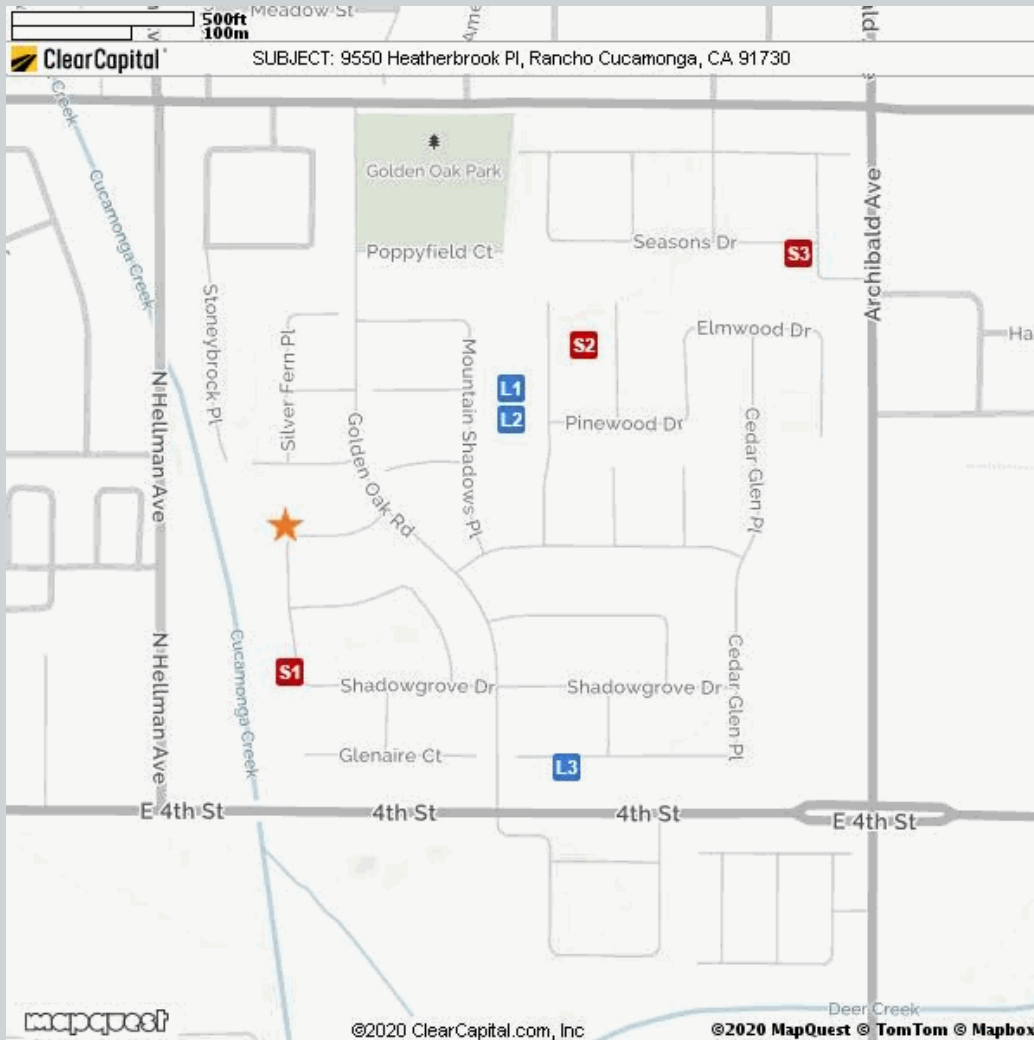 500ft
100m
Meadow St
ClearCapital
SUBJECT: 9550 Heatherbrook Pl, Rancho Cucamonga, CA 91730
Creek
Cucamonga Creek
Golden Oak Park
Poppyfield Ct
Seasons Dr
S3
Archibald Ave
Stoneybrock Pl
Silver Fern Pl
Mountain Shadows Pl
S2
Elmwood Dr
Ha
L1
L2
Pinewood Dr
N Hellman Ave
Golden Oak Rd
Cedar Glen Pl
N Hellman Ave
Cucamonga Creek
S1
Shadowgrove Dr
Shadowgrove Dr
Cedar Glen Pl
Glenaire Ct
L3
E 4th St
4th St
4th St
E 4th St
Deer Creek
mapquest
©2020 ClearCapital.com, Inc
©2020 MapQuest © TomTom © Mapbox